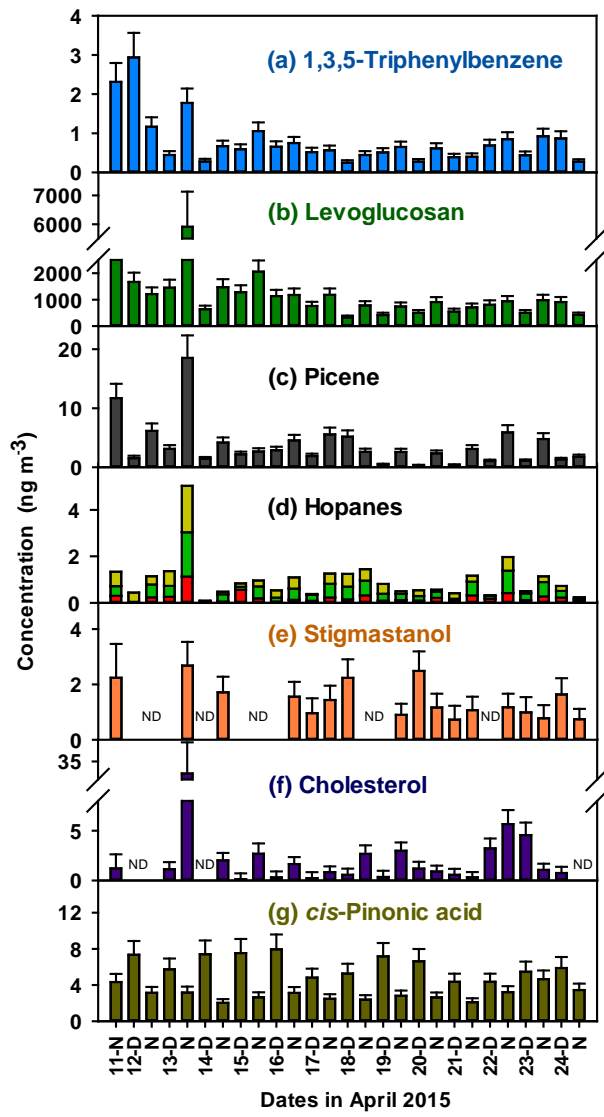 4
3
2
1
0
(a) 1,3,5-Triphenylbenzene
7000
6000
2000
1000
0
(b) Levoglucosan
20
10
0
(c) Picene
4
2
0
(d) Hopanes
4
2
0
(e) Stigmastanol
ND ND ND ND ND
35
5
0
(f) Cholesterol
ND ND ND
12
8
4
0
(g) cis-Pinonic acid
Concentration (ng m-3)
11-N 12-D N 13-D N 14-D N 15-D N 16-D N 17-D N 18-D N 19-D N 20-D N 21-D N 22-D N 23-D N 24-D N
Dates in April 2015